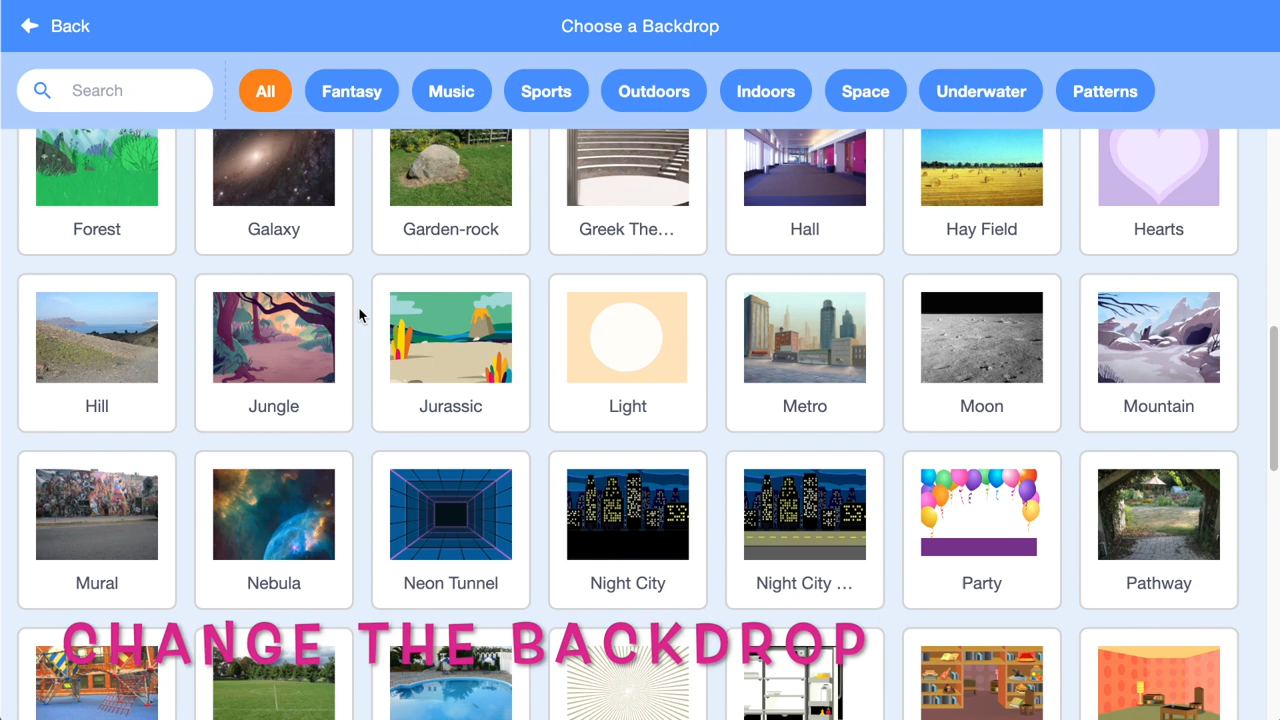 Back
Choose a Backdrop
Search
All
Fantasy
Music
Sports
Outdoors
Indoors
Space
Underwater
Patterns
Forest
Galaxy
Garden-rock
Greek The...
Hall
Hay Field
Hearts
Hill
Jungle
Jurassic
Light
Metro
Moon
Mountain
Mural
Nebula
Neon Tunnel
Night City
Night City ...
Party
Pathway
CHANGE THE BACKDROP